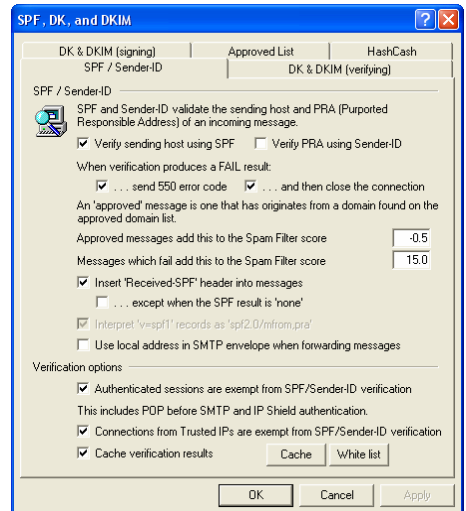 SPF, DK, and DKIM
DK & DKIM (signing)
Approved List
HashCash
SPF / Sender-ID
DK & DKIM (verifying)
SPF / Sender-ID
SPF and Sender-ID validate the sending host and PRA (Purported
Responsible Address) of an incoming message.
Verify sending host using SPF
Verify PRA using Sender-ID
When verification produces a FAIL result:
. . . send 550 error code
. . . and then close the connection
An 'approved' message is one that has originates from a domain found on the
approved domain list.
Approved messages add this to the Spam Filter score
-0.5
Messages which fail add this to the Spam Filter score
15.0
Insert 'Received-SPF' header into messages
. . . except when the SPF result is 'none'
Interpret 'v=spf1' records as 'spf2.0/mfrom,pra'
Use local address in SMTP envelope when forwarding messages
Verification options
Authenticated sessions are exempt from SPF/Sender-ID verification
This includes POP before SMTP and IP Shield authentication.
Connections from Trusted IPs are exempt from SPF/Sender-ID verification
Cache verification results
Cache
White list
OK
Cancel
Apply